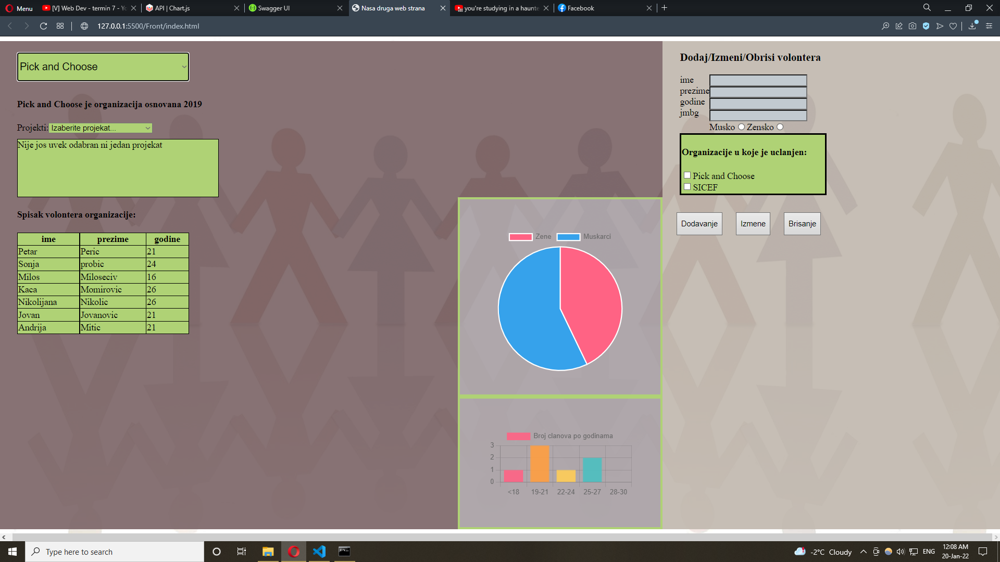 Menu
[V] Web Dev - termin 7 - Yo
API | Chart.js
Swagger UI
Nasa druga web strana
you're studying in a haunte
Facebook
127.0.0.1:5500/Front/index.html
Pick and Choose
Pick and Choose je organizacija osnovana 2019
Projekti: Izaberite projekat...
Nije jos uvek odabran ni jedan projekat
Spisak volontera organizacije:
ime prezime godine
Petar Peric 21
Sonja probic 24
Milos Miloseciv 16
Kaca Momirovic 26
Nikolijana Nikolic 26
Jovan Jovanovic 21
Andrija Mitic 21
Zene Muskarci
Broj clanova po godinama
3
2
1
0
<18 19-21 22-24 25-27 28-30
Dodaj/Izmeni/Obrisi volontera
ime
prezime
godine
jmbg
Musko Zensko
Organizacije u koje je uclanjen:
Pick and Choose
SICEF
Dodavanje Izmene Brisanje
Type here to search
-2°C Cloudy
ENG
12:08 AM
20-Jan-22